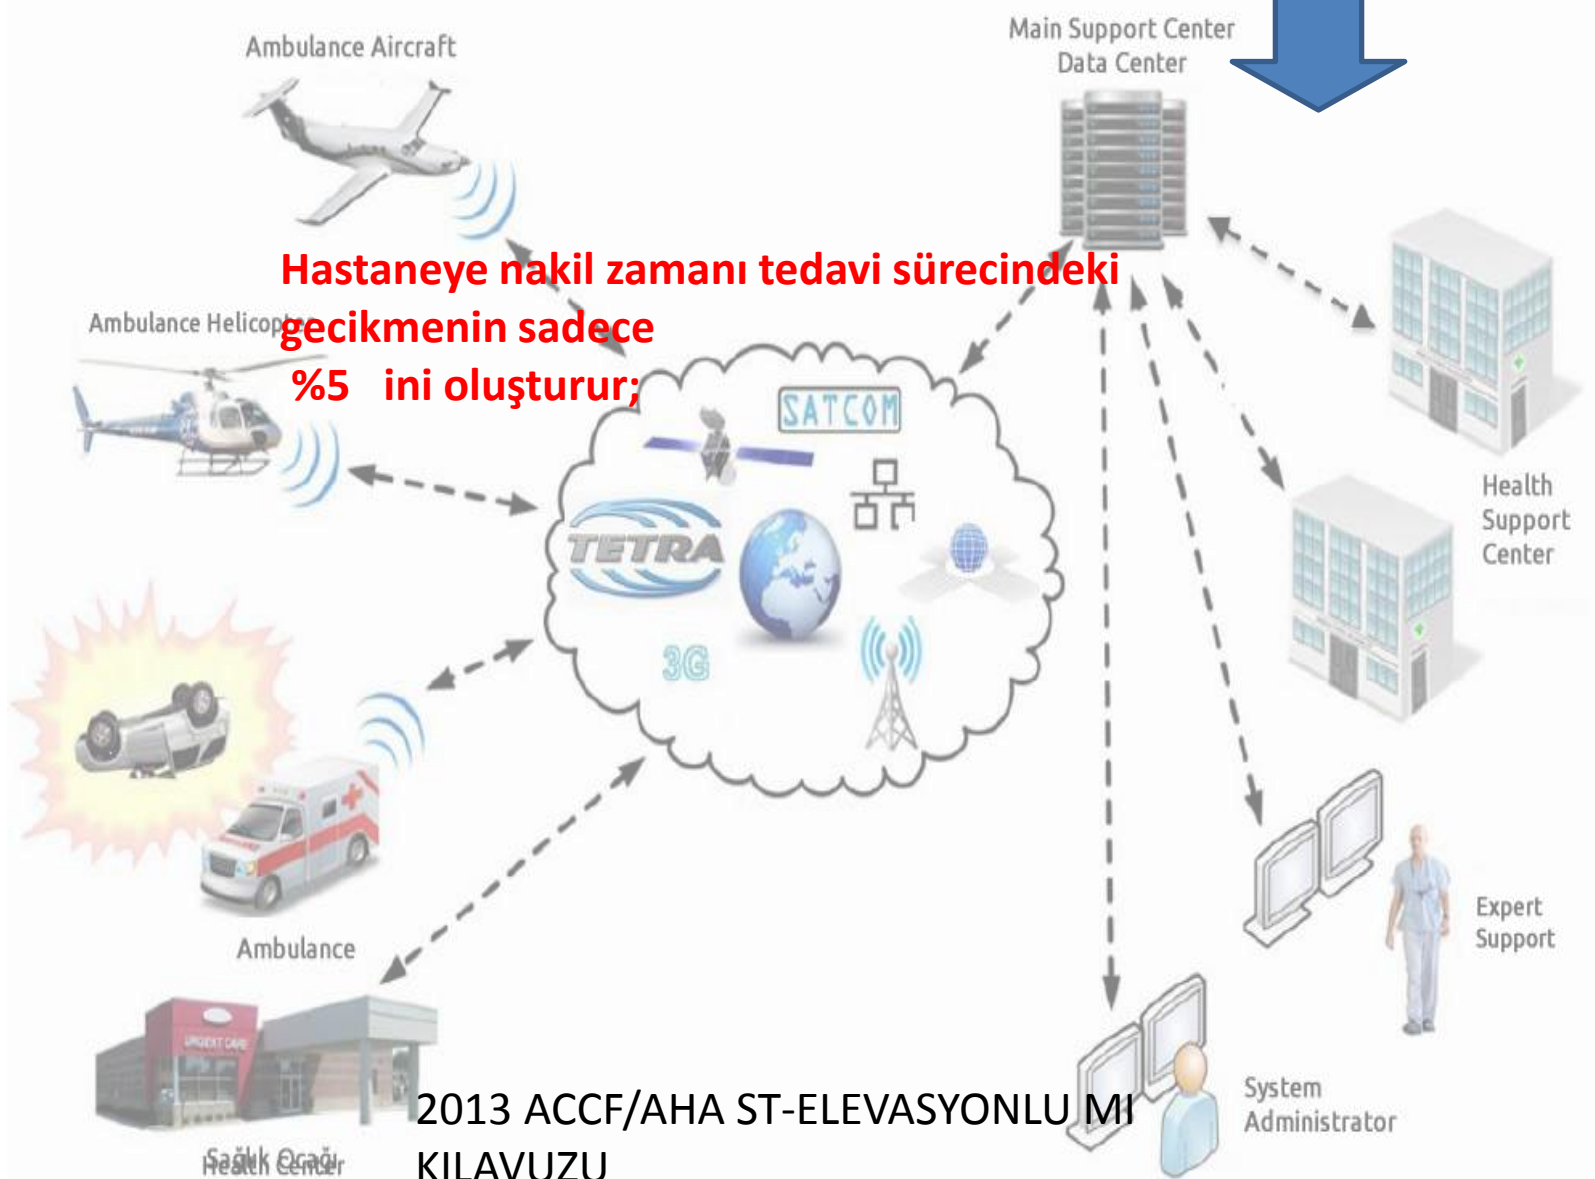 Ambulance Aircraft
Main Support Center
Data Center
Hastaneye nakil zamanı tedavi sürecindeki
gecikmenin sadece
%5 ini oluşturur;
Ambulance Helicopter
SATCOM
TETRA
3G
Health
Support
Center
Ambulance
URGENT CARE
Expert
Support
System
Administrator
Sağlık Ocağı
Health Center
2013 ACCF/AHA ST-ELEVASYONLU MI
KILAVUZU